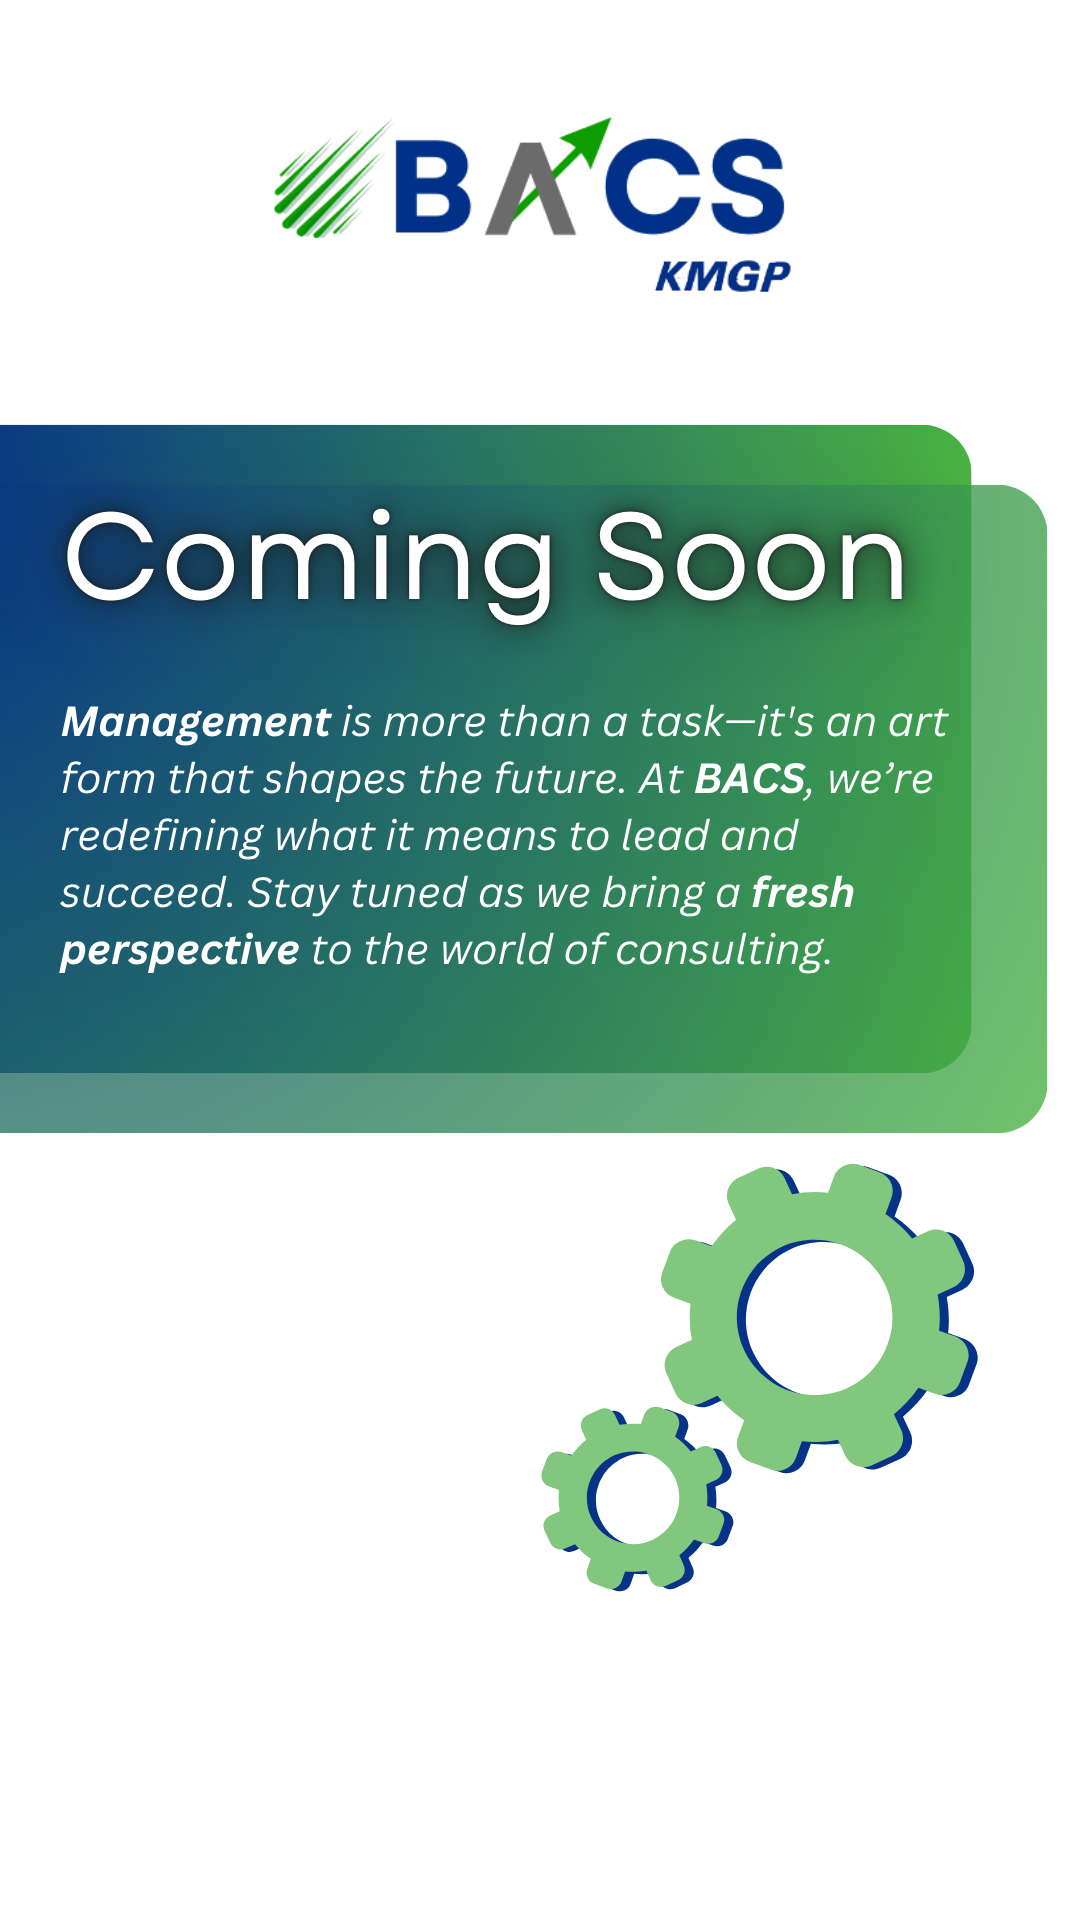 BACS
KMGP
Coming Soon
Management is more than a task—it's an art
form that shapes the future. At BACS, we’re
redefining what it means to lead and
succeed. Stay tuned as we bring a fresh
perspective to the world of consulting.